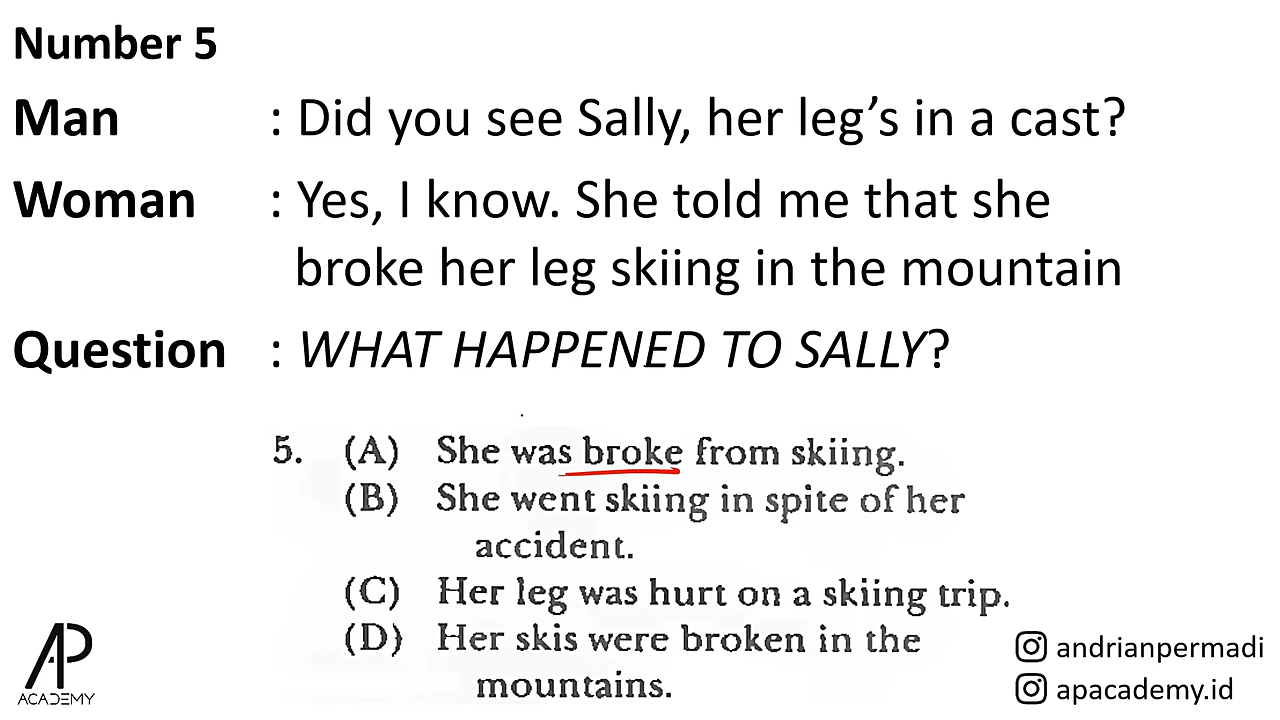 Number 5
Man : Did you see Sally, her leg’s in a cast?
Woman : Yes, I know. She told me that she
broke her leg skiing in the mountain
Question : WHAT HAPPENED TO SALLY?
5. (A) She was broke from skiing.
(B) She went skiing in spite of her
accident.
(C) Her leg was hurt on a skiing trip.
(D) Her skis were broken in the
mountains.
AP
ACADEMY
andrianpermadi
apacademy.id